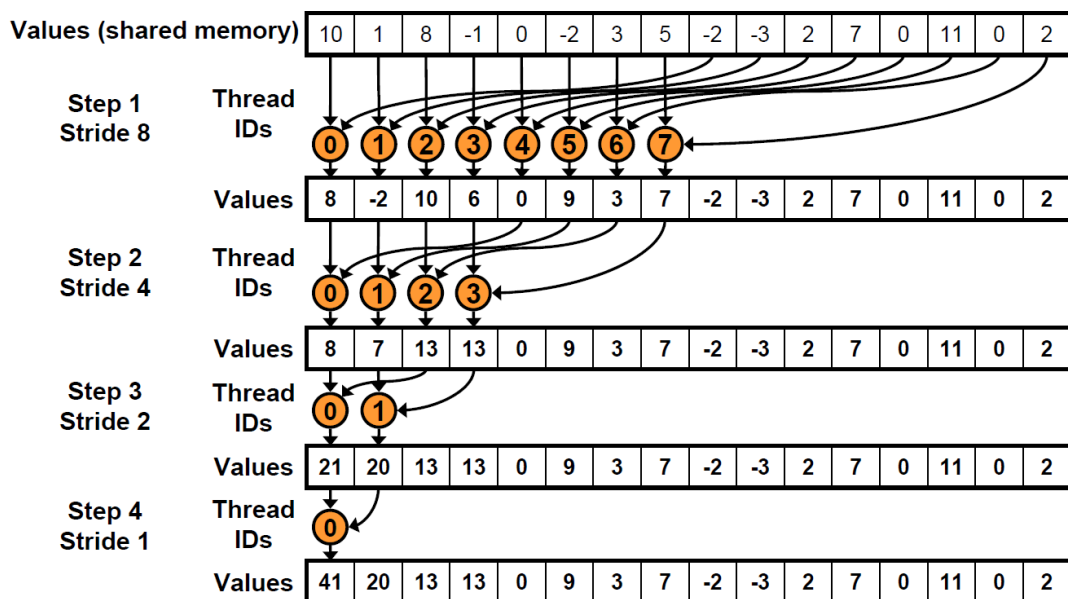 Values (shared memory) 10 1 8 -1 0 -2 3 5 -2 -3 2 7 0 11 0 2
Step 1 Thread
Stride 8 IDs 0 1 2 3 4 5 6 7
Values 8 -2 10 6 0 9 3 7 -2 -3 2 7 0 11 0 2
Step 2 Thread
Stride 4 IDs 0 1 2 3
Values 8 7 13 13 0 9 3 7 -2 -3 2 7 0 11 0 2
Step 3 Thread
Stride 2 IDs 0 1
Values 21 20 13 13 0 9 3 7 -2 -3 2 7 0 11 0 2
Step 4 Thread
Stride 1 IDs 0
Values 41 20 13 13 0 9 3 7 -2 -3 2 7 0 11 0 2